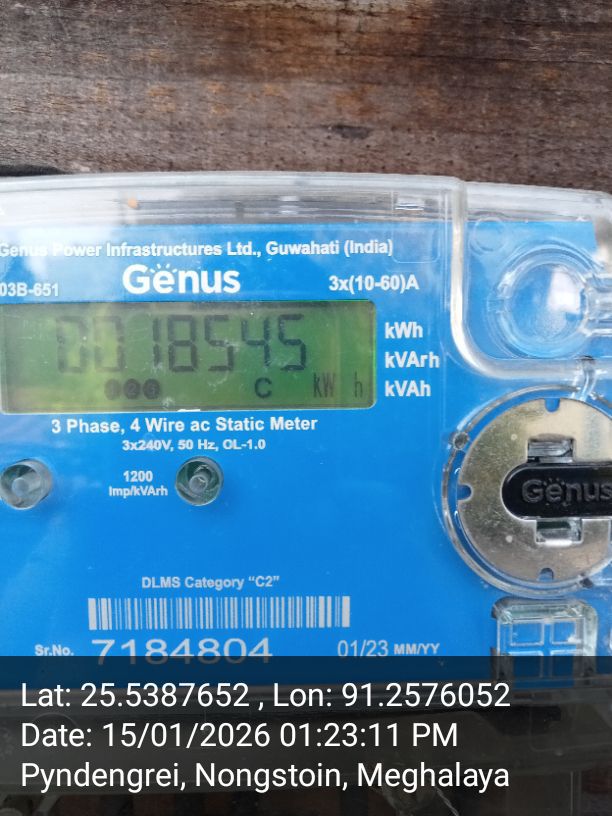 Genus Power Infrastructures Ltd., Guwahati (India)
03B-651
Genus
3x(10-60)A
0018545
kWh
kVArh
kVAh
C
kW h
3 Phase, 4 Wire ac Static Meter
3x240V, 50 Hz, OL-1.0
1200
Imp/kVArh
Genus
DLMS Category "C2"
Sr.No. 7184804
01/23 MM/YY
Lat: 25.5387652 , Lon: 91.2576052
Date: 15/01/2026 01:23:11 PM
Pyndengrei, Nongstoin, Meghalaya